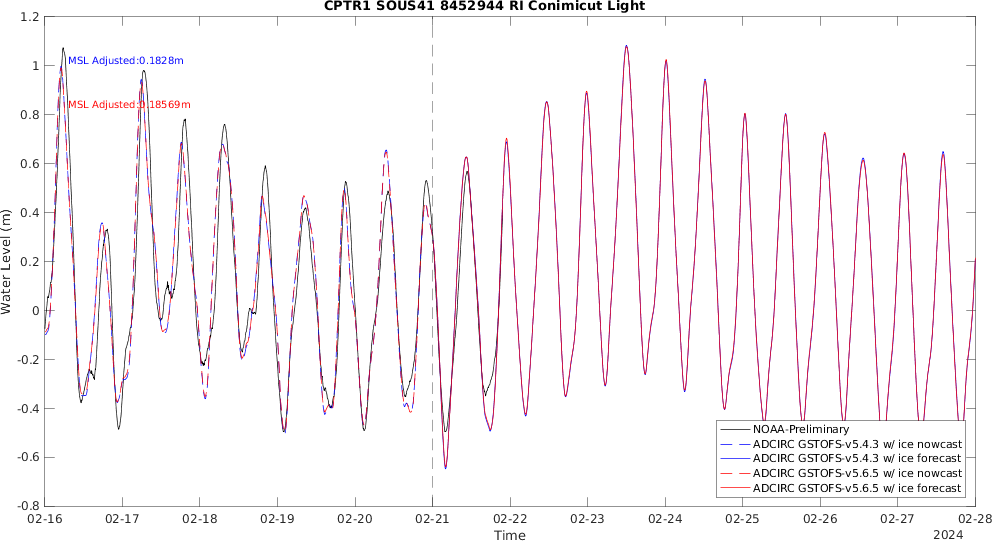 CPTR1 SOUS41 8452944 RI Conimicut Light
MSL Adjusted:0.1828m
MSL Adjusted:0.18569m
Water Level (m)
1.2
1
0.8
0.6
0.4
0.2
0
-0.2
-0.4
-0.6
-0.8
NOAA-Preliminary
ADCIRC GSTOFS-v5.4.3 w/ ice nowcast
ADCIRC GSTOFS-v5.4.3 w/ ice forecast
ADCIRC GSTOFS-v5.6.5 w/ ice nowcast
ADCIRC GSTOFS-v5.6.5 w/ ice forecast
02-16 02-17 02-18 02-19 02-20 02-21 02-22 02-23 02-24 02-25 02-26 02-27 02-28
Time
2024